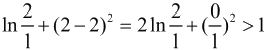 ln 2/1 + (2 − 2)² = 2 ln 2/1 + (0/1)² > 1